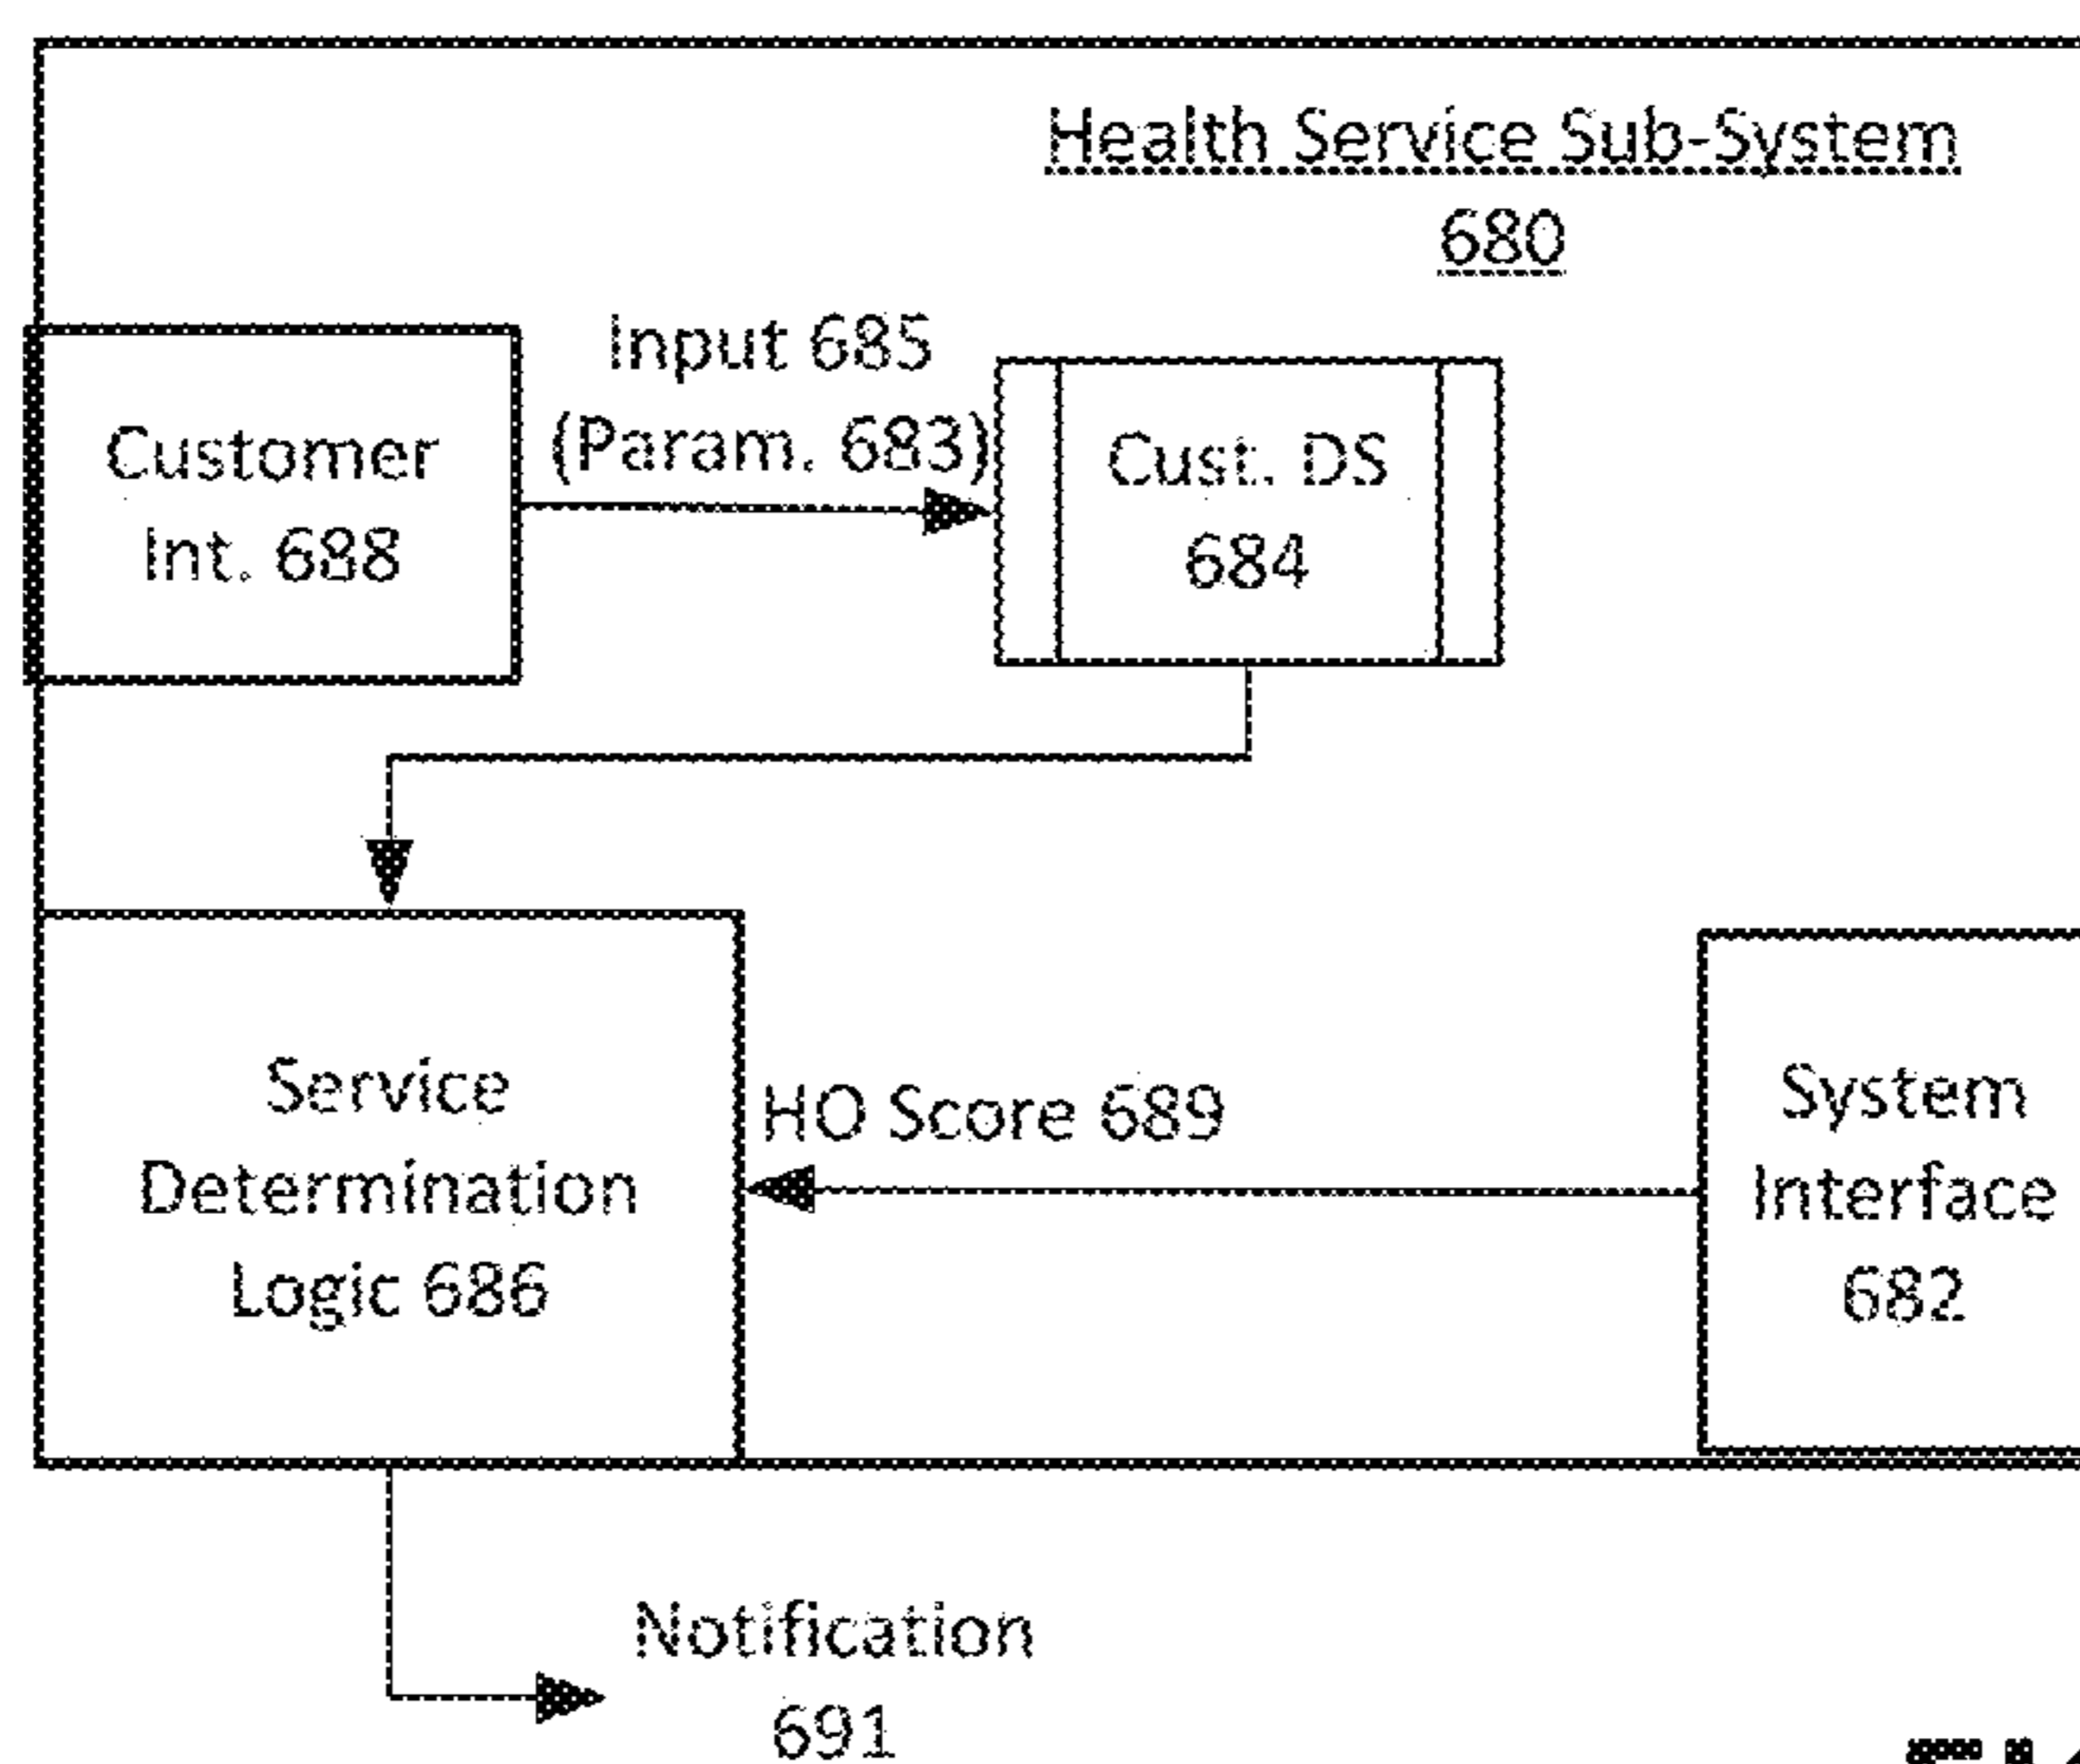 Health Service Sub-System
680
Input 685
(Param. 683)
Customer
Int. 688
Cust. DS
684
Service
Determination
Logic 686
HO Score 689
System
Interface
682
Notification
691